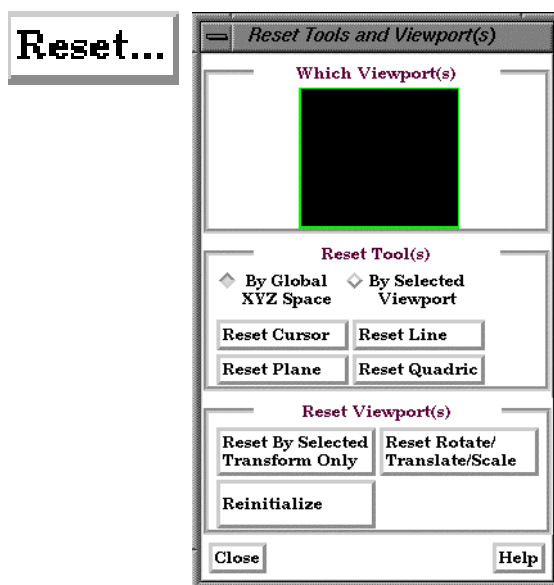 Reset...
Reset Tools and Viewport(s)
Which Viewport(s)
Reset Tool(s)
By Global
XYZ Space
By Selected
Viewport
Reset Cursor
Reset Line
Reset Plane
Reset Quadric
Reset Viewport(s)
Reset By Selected
Transform Only
Reset Rotate/
Translate/Scale
Reinitialize
Close
Help